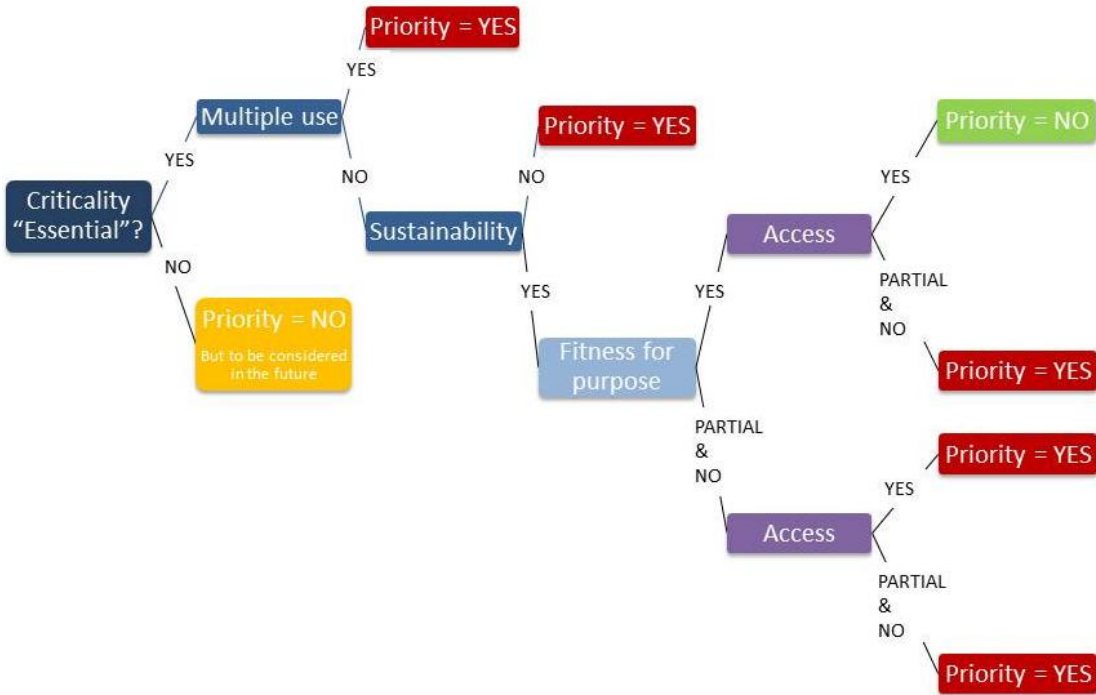 Priority = YES
YES
Multiple use
Priority = YES
Priority = NO
YES
NO
NO
YES
Criticality
“Essential”?
Sustainability
Access
NO
PARTIAL
&
NO
YES
YES
Priority = NO
But to be considered
in the future
Fitness for
purpose
Priority = YES
PARTIAL
&
NO
Priority = YES
YES
Access
PARTIAL
&
NO
Priority = YES